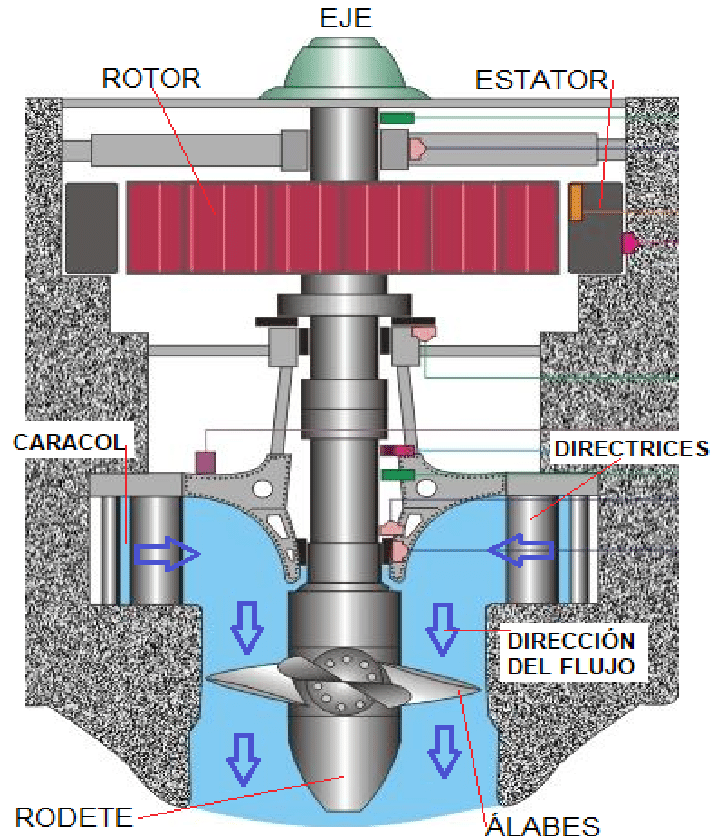 EJE
ROTOR
ESTATOR
CARACOL
DIRECTRICES
DIRECCIÓN
DEL FLUJO
RODETE
ÁLABES